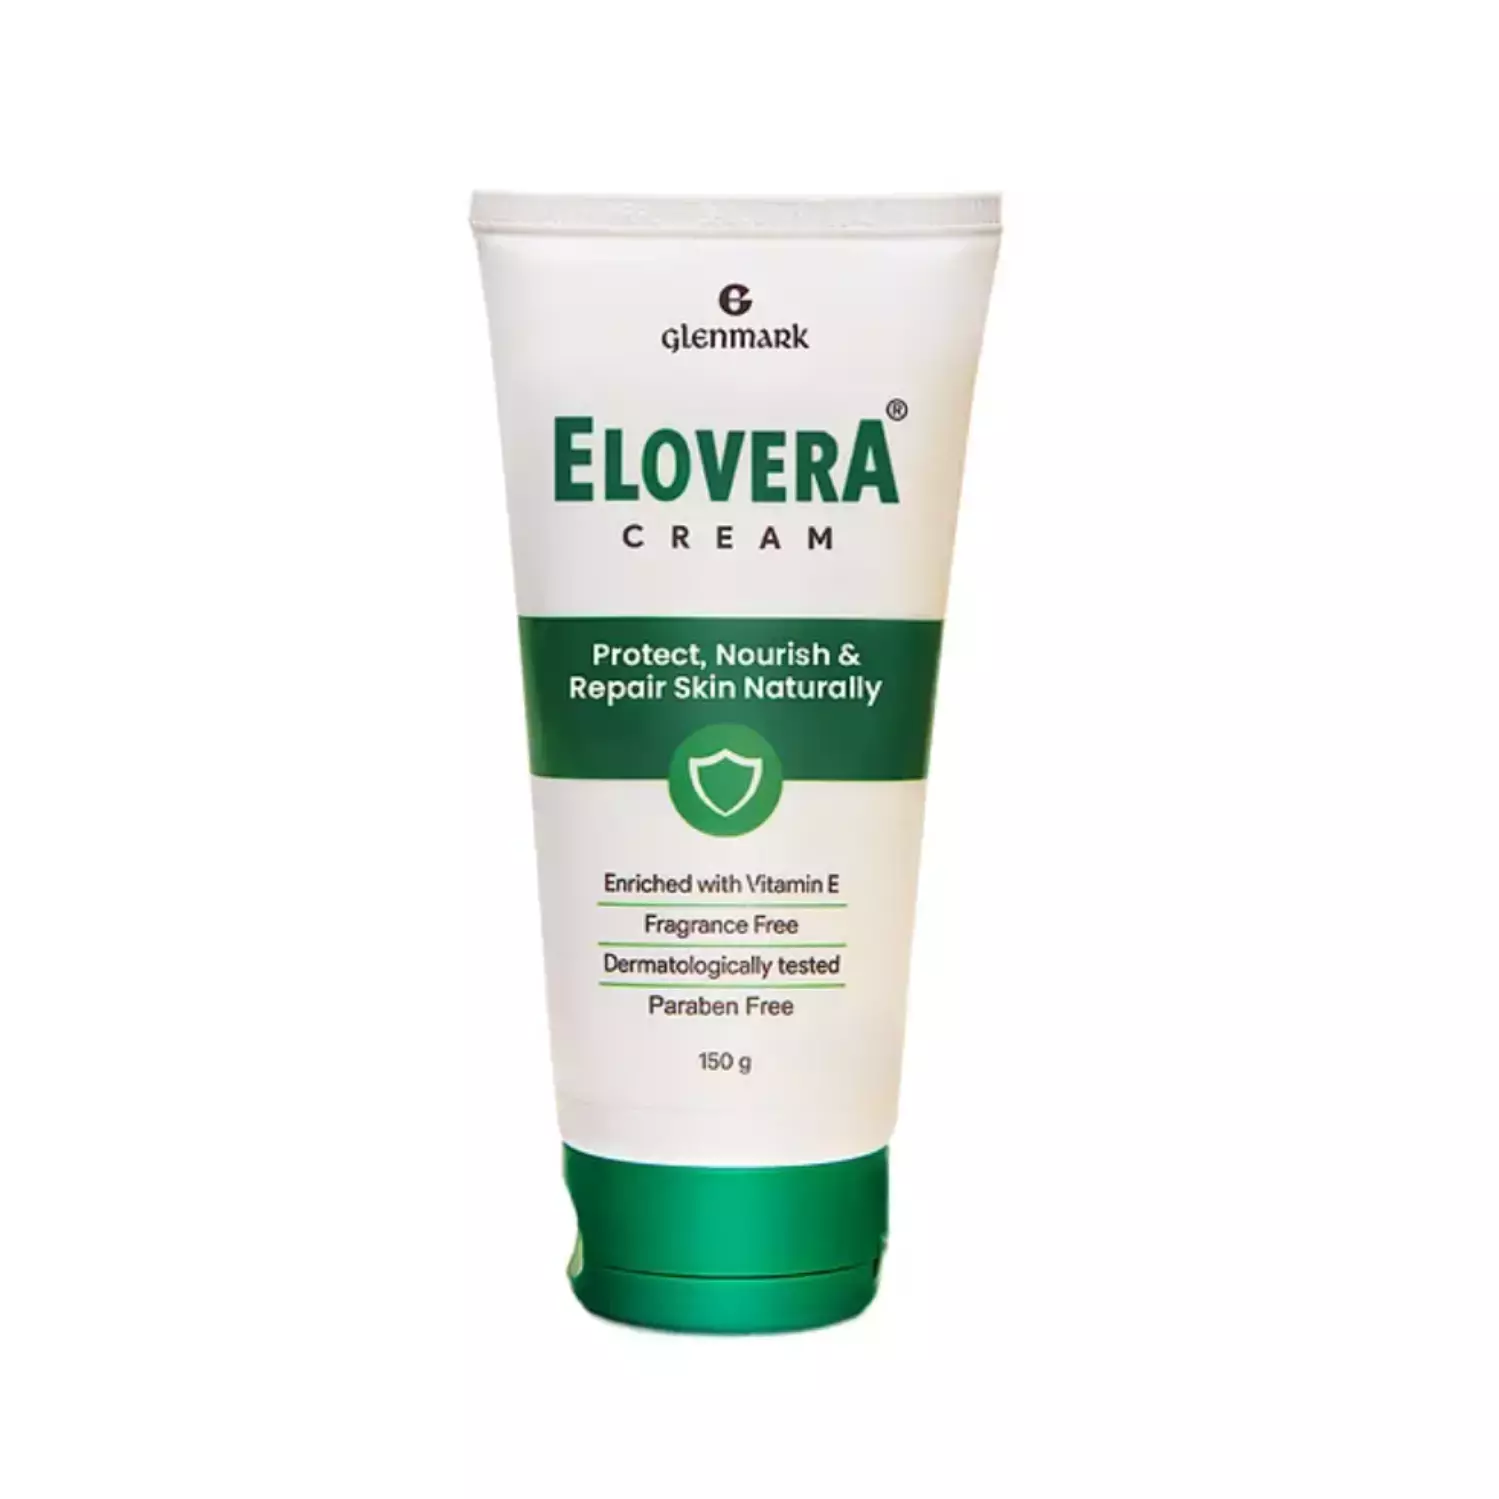 G
glenmark
ELOVERA®
CREAM
Protect, Nourish &
Repair Skin Naturally
Enriched with Vitamin E
Fragrance Free
Dermatologically tested
Paraben Free
150 g